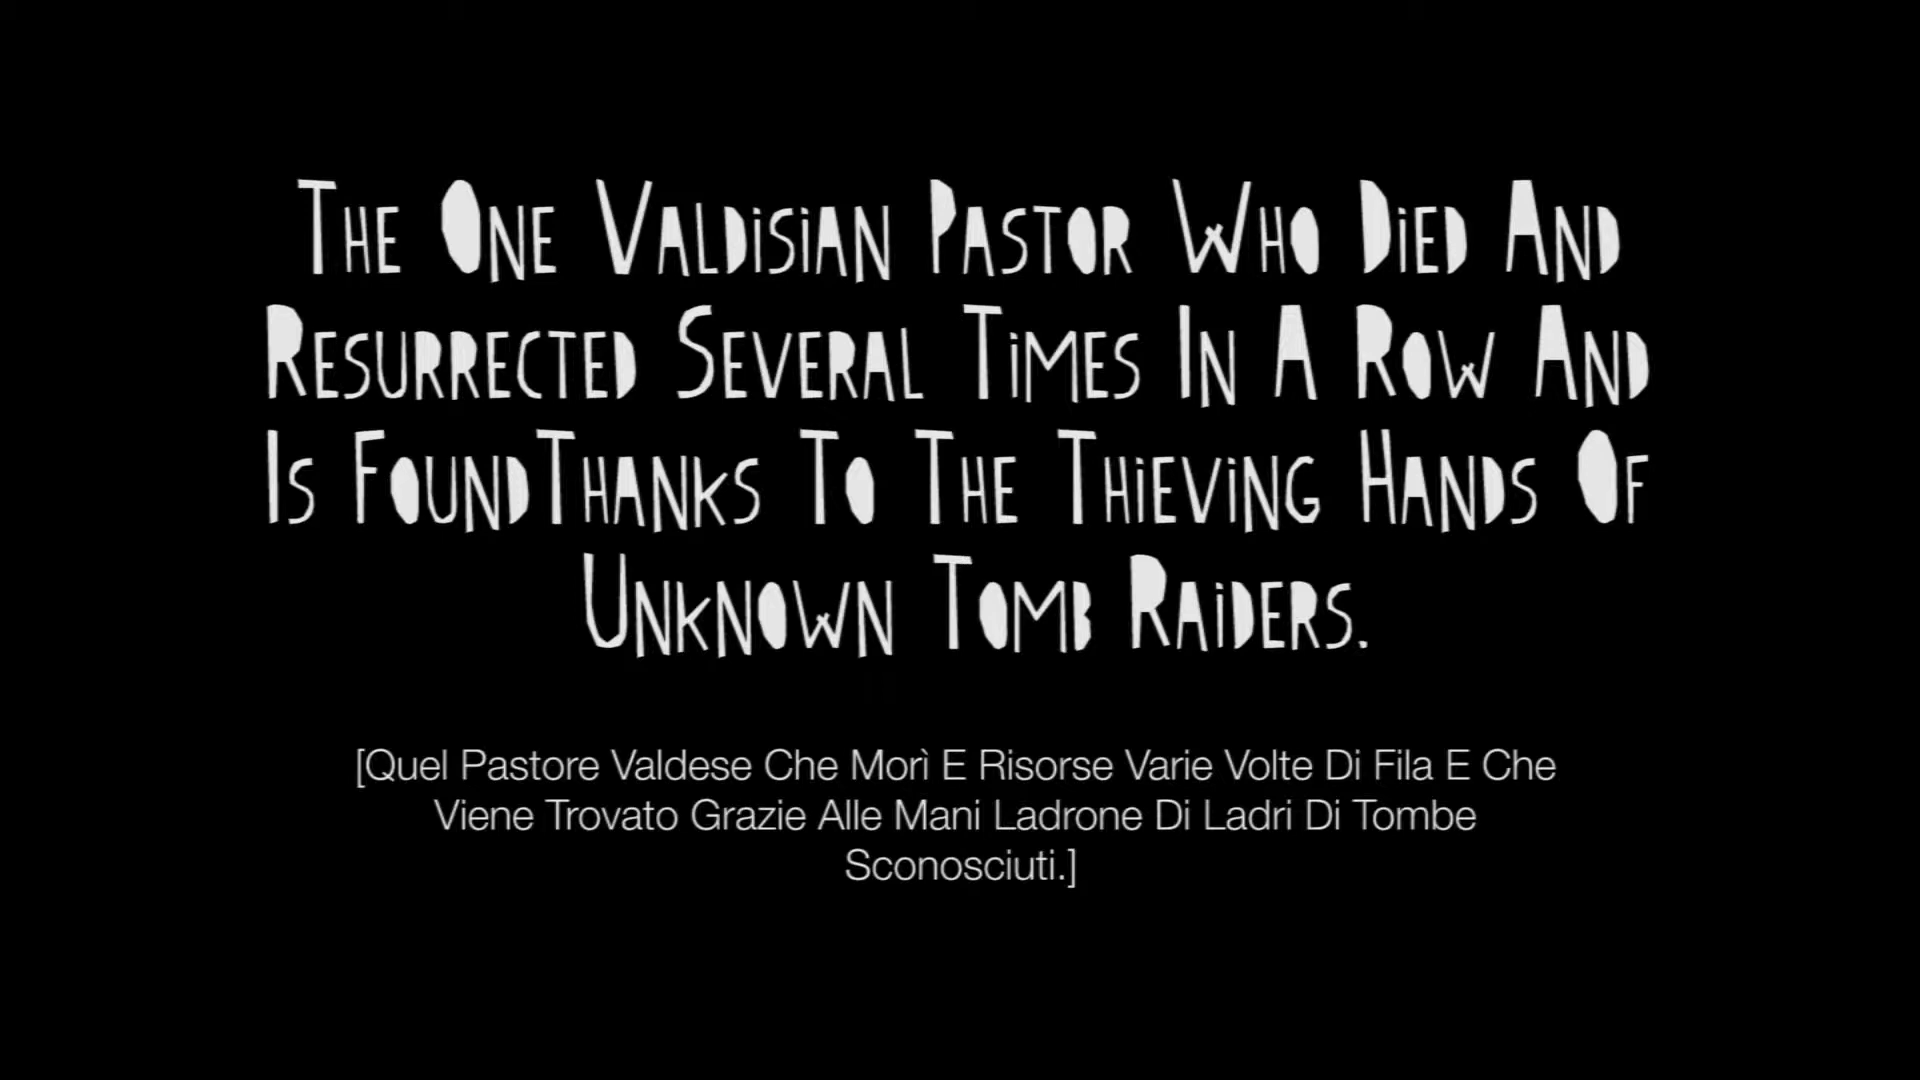 The One Valdisian Pastor Who Died And
Resurrected Several Times In A Row And
Is FoundThanks To The Thieving Hands Of
Unknown Tomb Raiders.
[Quel Pastore Valdese Che Morì E Risorse Varie Volte Di Fila E Che
Viene Trovato Grazie Alle Mani Ladrone Di Ladri Di Tombe
Sconosciuti.]